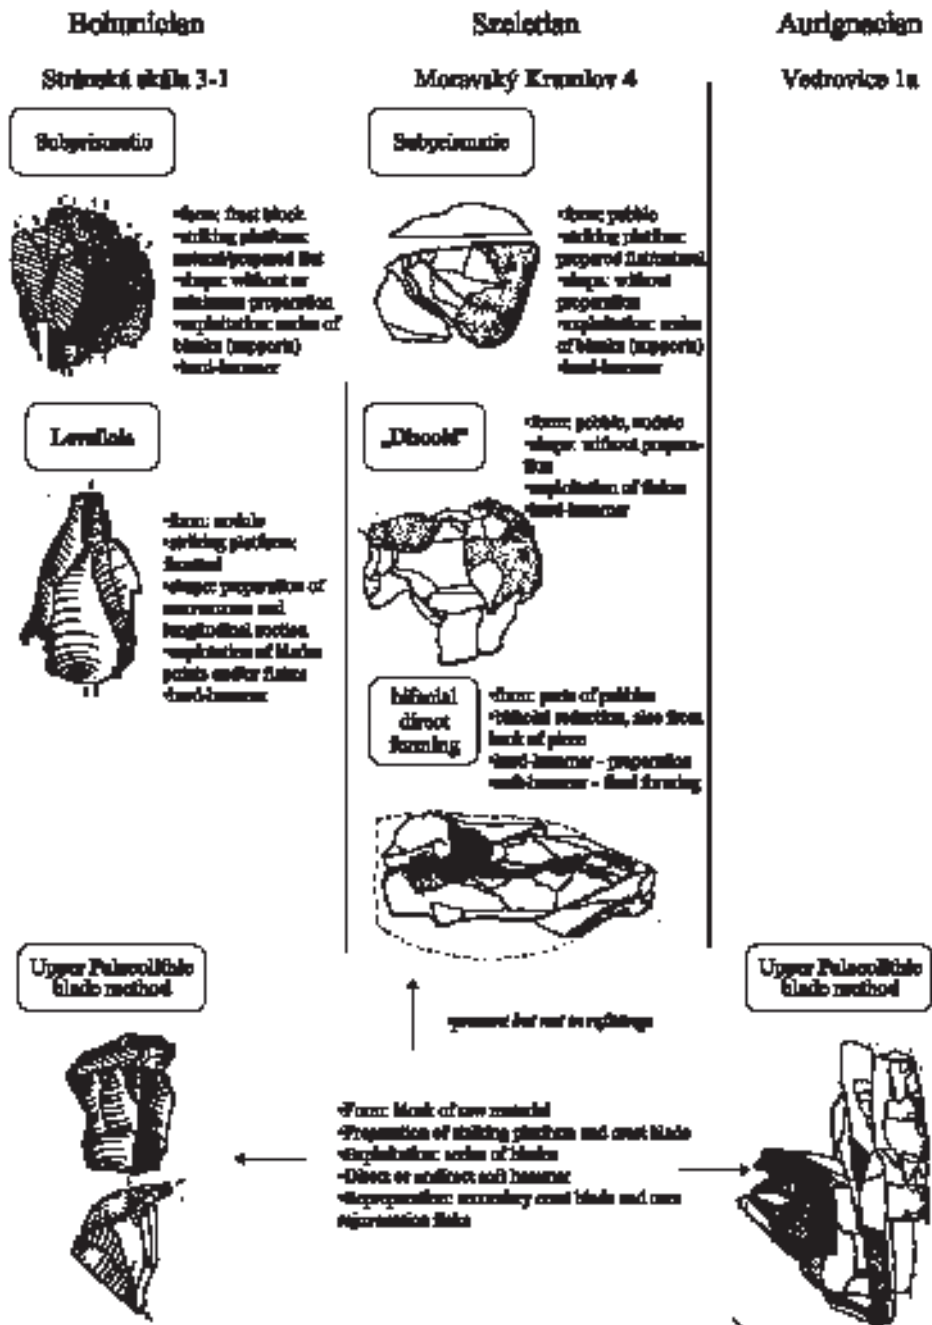 Bohunician
Szeletian
Aurignacian
Stránská skála 3-1
Moravský Krumlov 4
Vedrovice 1a
Subprismatic
•form: frost block
•striking platform:
natural/prepared flat
•shape: without or
minimum preparation
•exploitation: series of
blanks (supports)
•hard-hammer
Subprismatic
•form: pebble
•striking platform:
prepared flat/natural
•shape: without
preparation
•exploitation: series
of blanks (supports)
•hard-hammer
Levallois
•form: nodule
•striking platform:
•shape: preparation of
and
longitudinal section
•exploitation of blades
points and/or flakes
•hard-hammer
„Discoid"
•form: pebble, nodule
•shape: without prepara-
tion
•exploitation of flakes
•hard-hammer
bifacial
direct
forming
•form: parts of pebbles
•bifacial reduction, also from
back of piece
•hard-hammer - preparation
•soft-hammer - final forming
Upper Palaeolithic
blade method
Upper Palaeolithic
blade method
•present but not in refittings
•Form: block of raw material
•Preparation of striking platform and crest blade
•Exploitation: series of blades
•Direct or indirect soft hammer
•Repreparation: secondary crest blade and core
rejuvenation flake